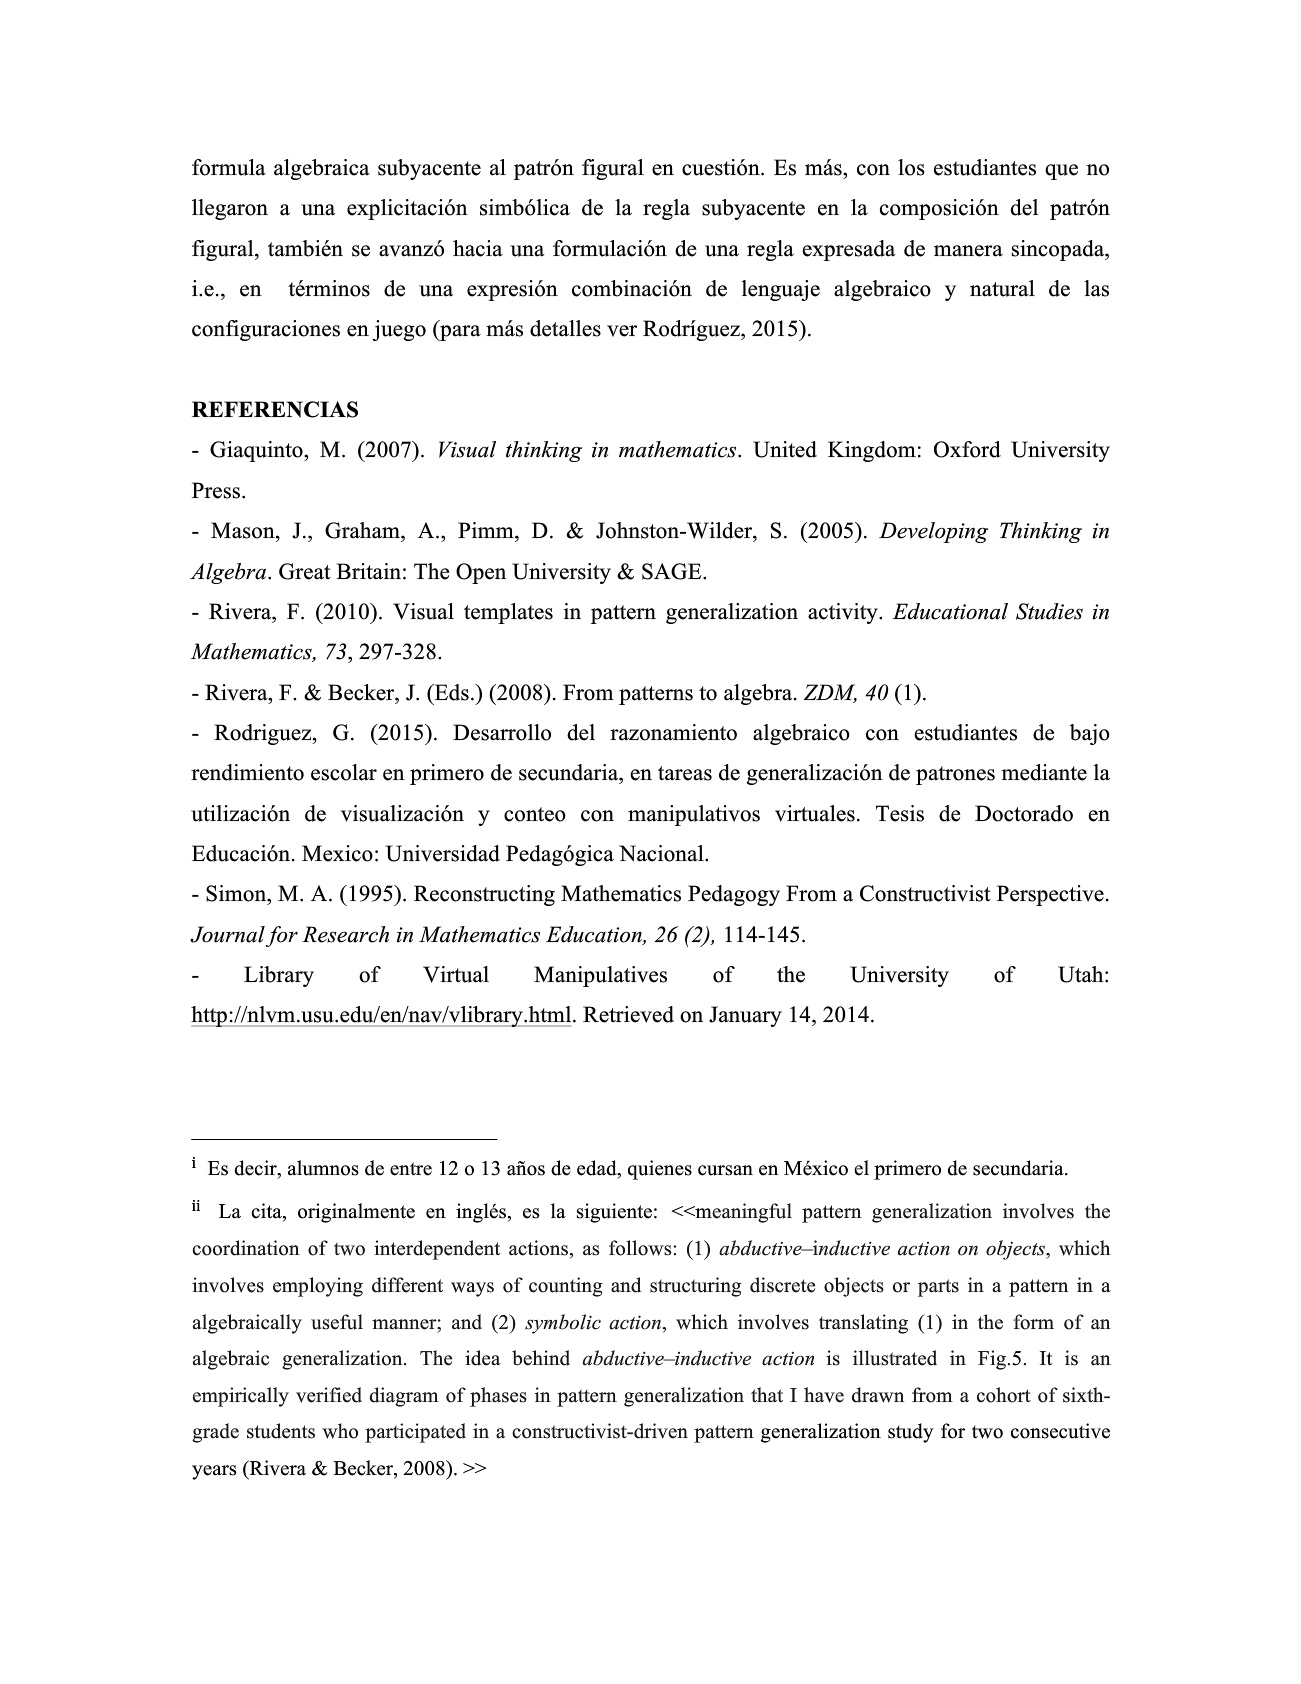 formula algebraica subyacente al patrón figural en cuestión. Es más, con los estudiantes que no
llegaron a una explicitación simbólica de la regla subyacente en la composición del patrón
figural, también se avanzó hacia una formulación de una regla expresada de manera sincopada,
i.e., en términos de una expresión combinación de lenguaje algebraico y natural de las
configuraciones en juego (para más detalles ver Rodríguez, 2015).
REFERENCIAS
- Giaquinto, M. (2007). Visual thinking in mathematics. United Kingdom: Oxford University
Press.
- Mason, J., Graham, A., Pimm, D. & Johnston-Wilder, S. (2005). Developing Thinking in
Algebra. Great Britain: The Open University & SAGE.
- Rivera, F. (2010). Visual templates in pattern generalization activity. Educational Studies in
Mathematics, 73, 297-328.
- Rivera, F. & Becker, J. (Eds.) (2008). From patterns to algebra. ZDM, 40 (1).
- Rodriguez, G. (2015). Desarrollo del razonamiento algebraico con estudiantes de bajo
rendimiento escolar en primero de secundaria, en tareas de generalización de patrones mediante la
utilización de visualización y conteo con manipulativos virtuales. Tesis de Doctorado en
Educación. Mexico: Universidad Pedagógica Nacional.
- Simon, M. A. (1995). Reconstructing Mathematics Pedagogy From a Constructivist Perspective.
Journal for Research in Mathematics Education, 26 (2), 114-145.
- Library of Virtual Manipulatives of the University of Utah:
http://nlvm.usu.edu/en/nav/vlibrary.html. Retrieved on January 14, 2014.
i Es decir, alumnos de entre 12 o 13 años de edad, quienes cursan en México el primero de secundaria.
ii La cita, originalmente en inglés, es la siguiente: <<meaningful pattern generalization involves the
coordination of two interdependent actions, as follows: (1) abductive–inductive action on objects, which
involves employing different ways of counting and structuring discrete objects or parts in a pattern in a
algebraically useful manner; and (2) symbolic action, which involves translating (1) in the form of an
algebraic generalization. The idea behind abductive–inductive action is illustrated in Fig.5. It is an
empirically verified diagram of phases in pattern generalization that I have drawn from a cohort of sixth-
grade students who participated in a constructivist-driven pattern generalization study for two consecutive
years (Rivera & Becker, 2008). >>